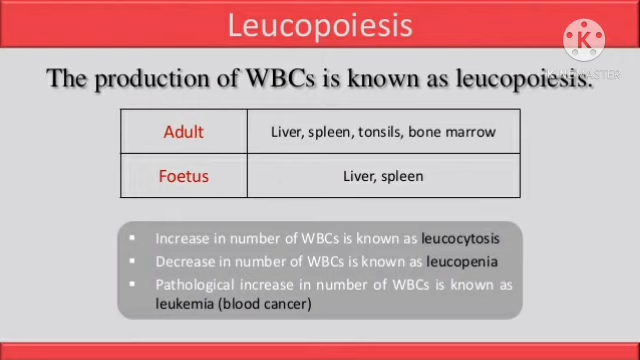 Leucopoiesis
K
KINEMASTER
The production of WBCs is known as leucopoiesis.
Adult
Liver, spleen, tonsils, bone marrow
Foetus
Liver, spleen
▪ Increase in number of WBCs is known as leucocytosis
▪ Decrease in number of WBCs is known as leucopenia
▪ Pathological increase in number of WBCs is known as
leukemia (blood cancer)